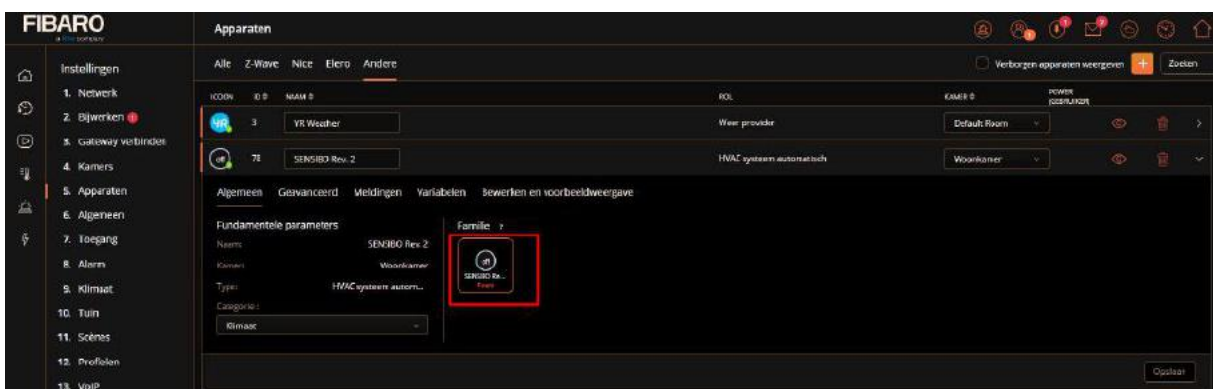 FIBARO
Apparaten
Instellingen
Alle Z-Wave Nice Elero Andere
Verborgen apparaten weergeven + Zoeken
1. Netwerk
2. Bijwerken
3. Gateway verbinden
4. Kamers
5. Apparaten
6. Algemeen
7. Toegang
8. Alarm
9. Klimaat
10. Tuin
11. Scènes
12. Profielen
13. VoIP
ICOON ID NAAM ROL KAMER POWER
YR 3 YR Weather Weer provider Default Room
off 78 SENSIBO Rev. 2 HVAC systeem automatisch Woonkamer
Algemeen Geavanceerd Meldingen Variabelen Bewerken en voorbeeldweergave
Fundamentele parameters
Naam: SENSIBO Rev. 2
Kamer: Woonkamer
Type: HVAC systeem autom...
Categorie:
Klimaat
Familie ?
off
SENSIBO Re...
Opslaan